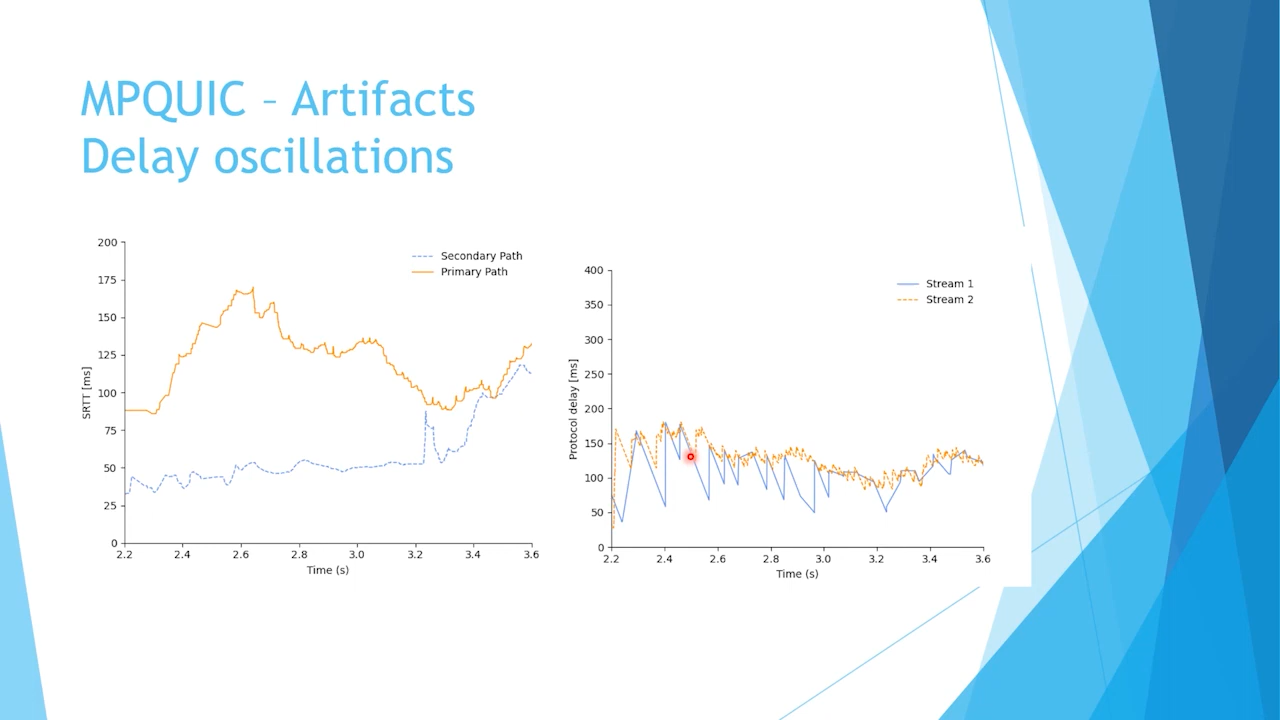 MPQUIC – Artifacts
Delay oscillations
200
175
150
125
100
75
50
25
0
SRTT [ms]
2.2 2.4 2.6 2.8 3.0 3.2 3.4 3.6
Time (s)
Secondary Path
Primary Path
400
350
300
250
200
150
100
50
0
Protocol delay [ms]
2.2 2.4 2.6 2.8 3.0 3.2 3.4 3.6
Time (s)
Stream 1
Stream 2